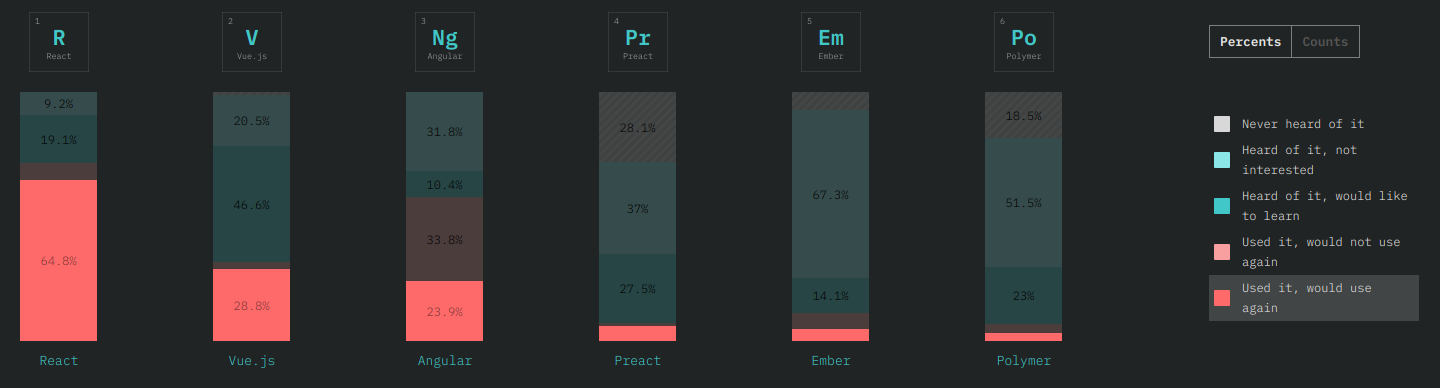 1
R
React
2
V
Vue.js
3
Ng
Angular
4
Pr
Preact
5
Em
Ember
6
Po
Polymer
Percents
Counts
9.2%
19.1%
64.8%
20.5%
46.6%
28.8%
31.8%
10.4%
33.8%
23.9%
28.1%
37%
27.5%
67.3%
14.1%
18.5%
51.5%
23%
React
Vue.js
Angular
Preact
Ember
Polymer
Never heard of it
Heard of it, not
interested
Heard of it, would like
to learn
Used it, would not use
again
Used it, would use
again